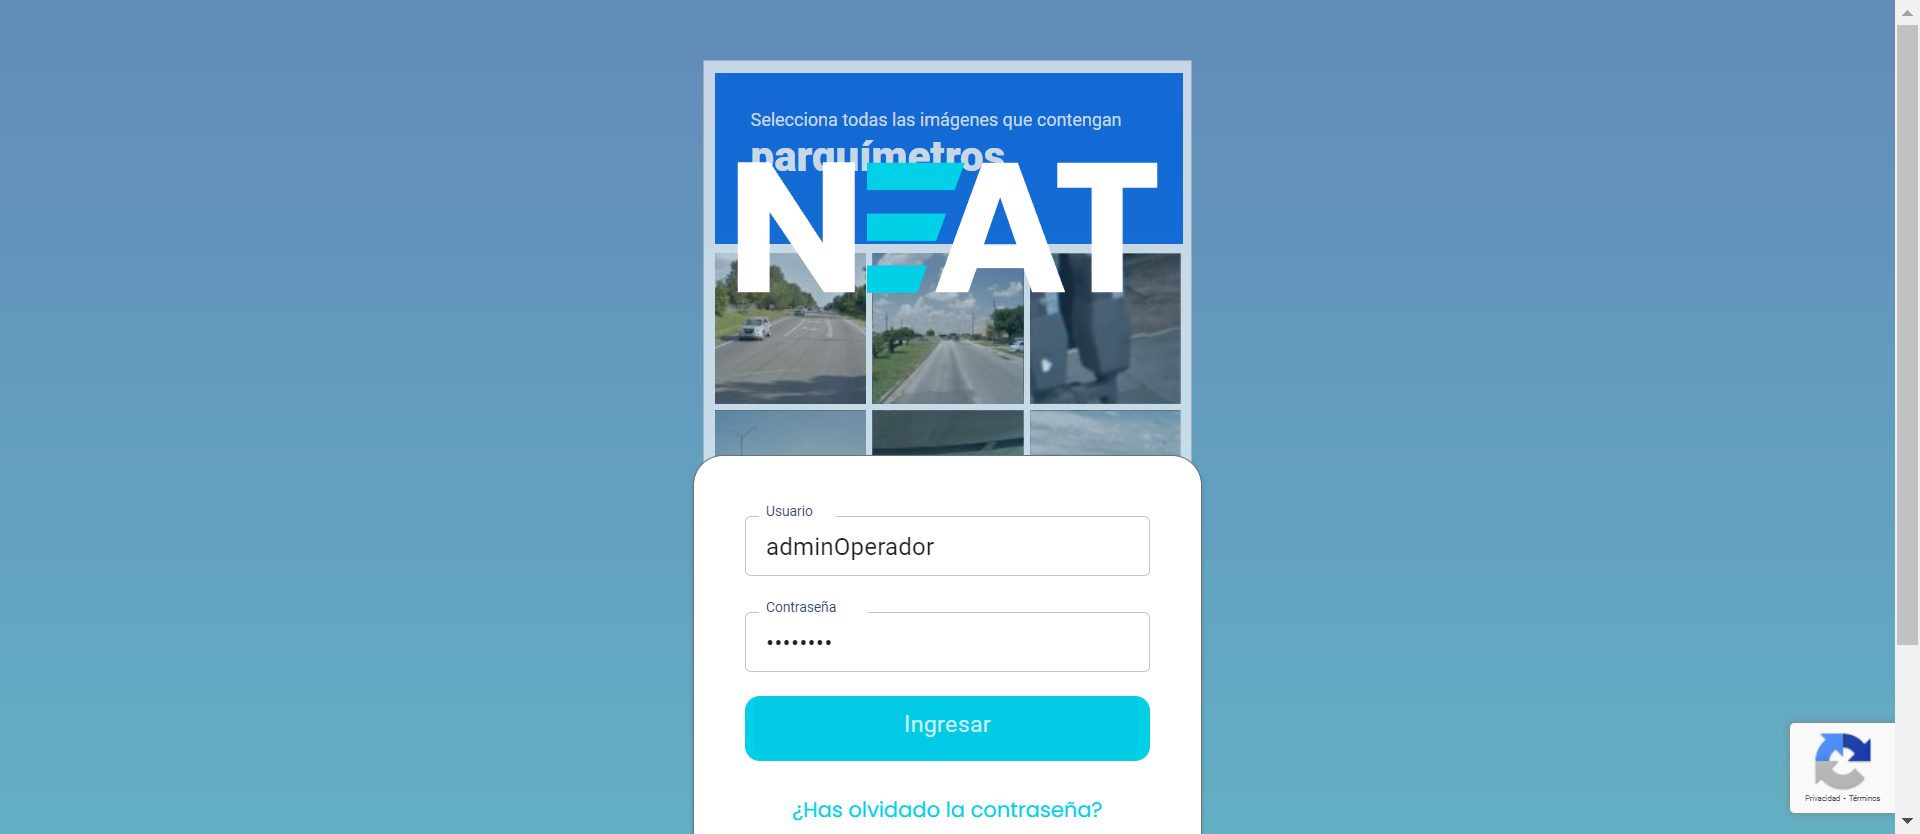 Selecciona todas las imágenes que contengan
parquímetros
NEAT
Usuario
adminOperador
Contraseña
••••••••
Ingresar
¿Has olvidado la contraseña?
Privacidad - Términos